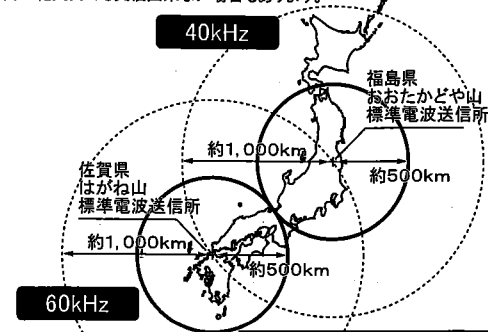 40kHz
福島県
おおたかどや山
標準電波送信所
約1,000km
約500km
佐賀県
はがね山
標準電波送信所
約1,000km
約500km
60kHz